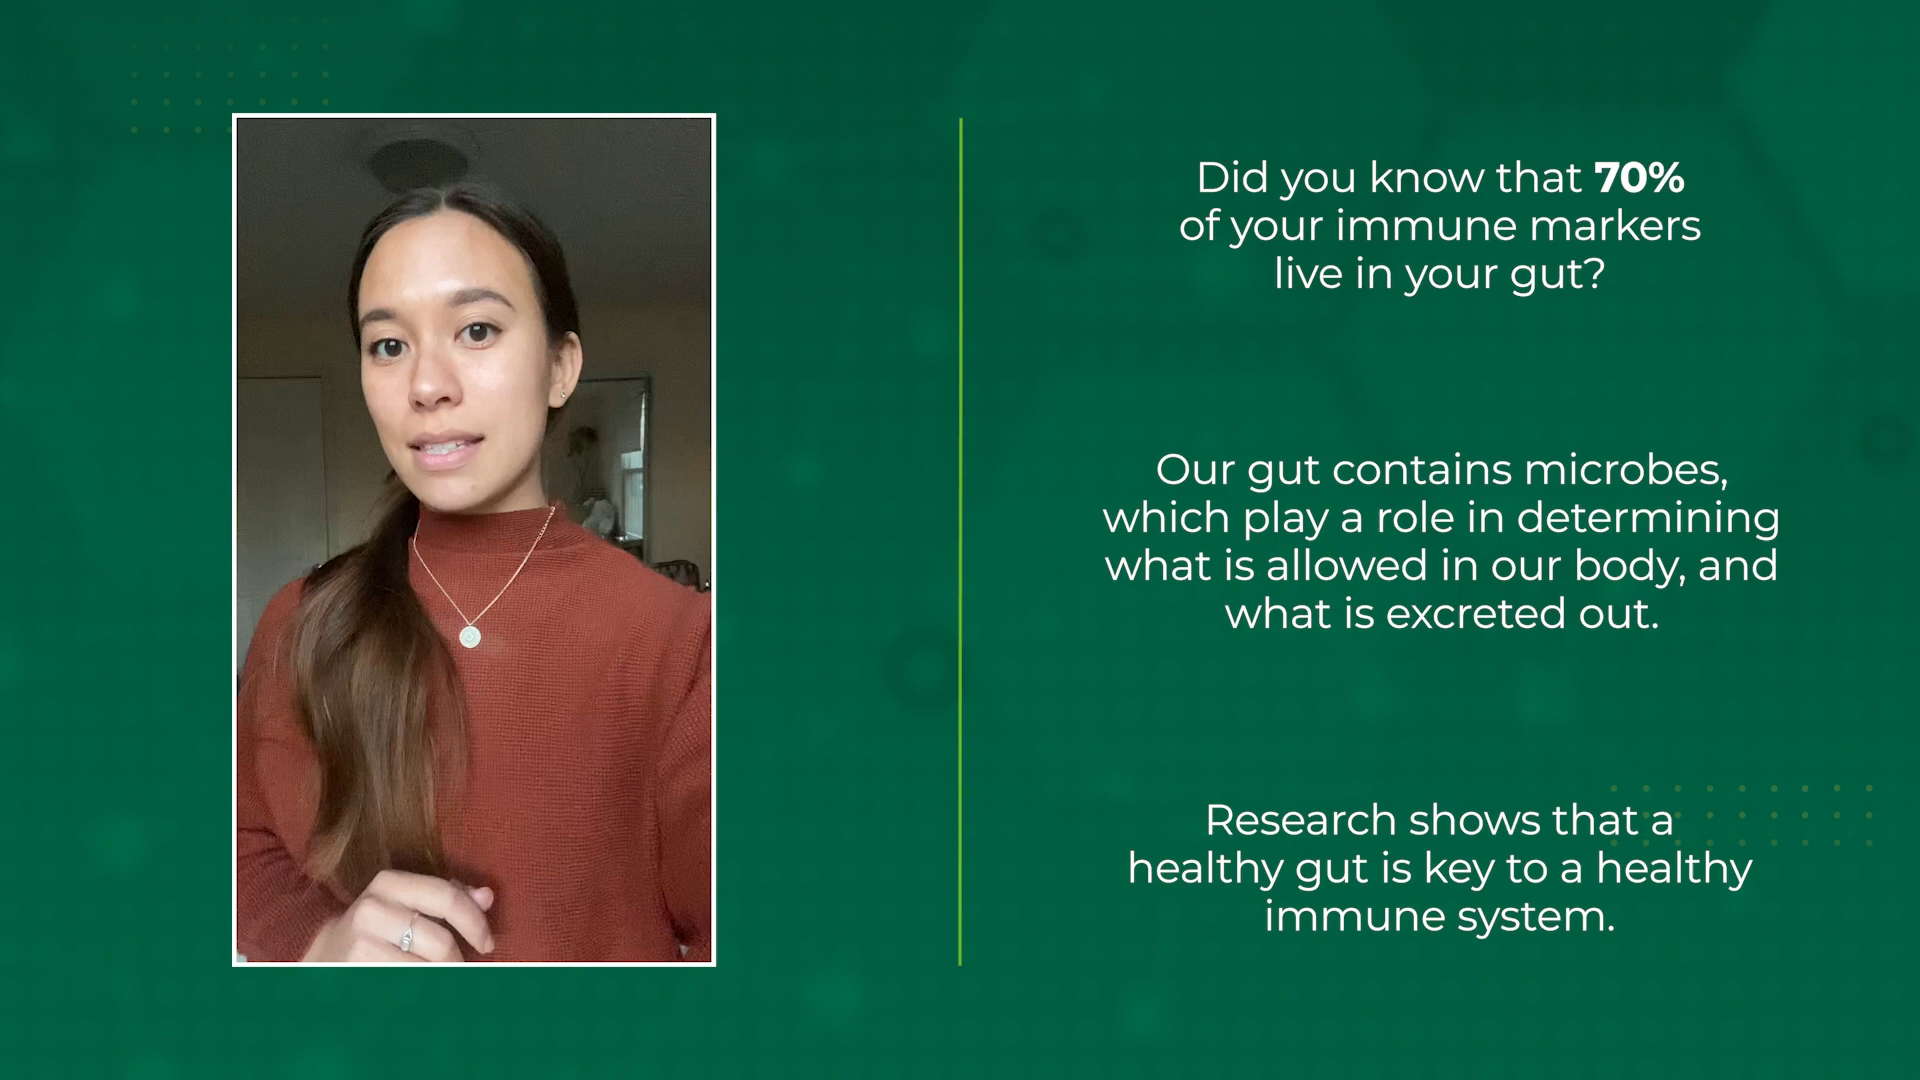 Did you know that 70%
of your immune markers
live in your gut?
Our gut contains microbes,
which play a role in determining
what is allowed in our body, and
what is excreted out.
Research shows that a
healthy gut is key to a healthy
immune system.